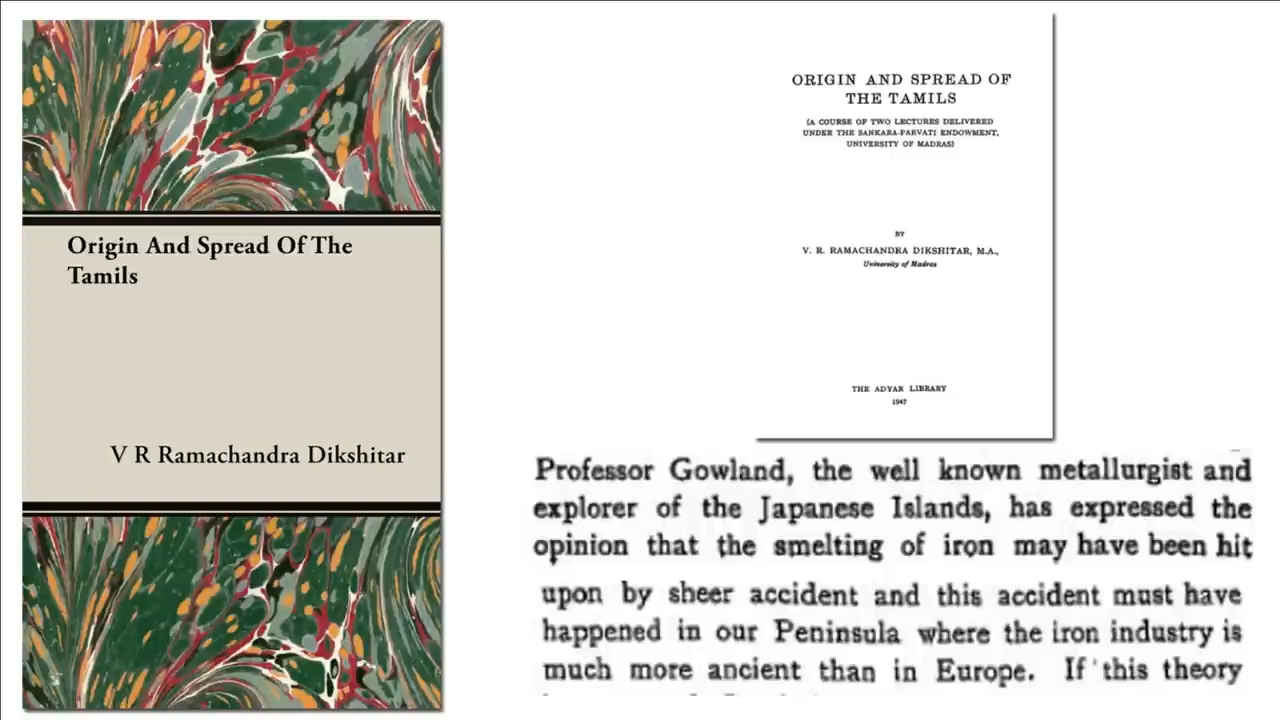 Origin And Spread Of The
Tamils
V R Ramachandra Dikshitar
ORIGIN AND SPREAD OF
THE TAMILS
(A COURSE OF TWO LECTURES DELIVERED
UNDER THE SANKARA-PARVATI ENDOWMENT,
UNIVERSITY OF MADRAS)
BY
V. R. RAMACHANDRA DIKSHITAR, M.A.,
University of Madras
THE ADYAR LIBRARY
1947
Professor Gowland, the well known metallurgist and
explorer of the Japanese Islands, has expressed the
opinion that the smelting of iron may have been hit
upon by sheer accident and this accident must have
happened in our Peninsula where the iron industry is
much more ancient than in Europe. If this theory